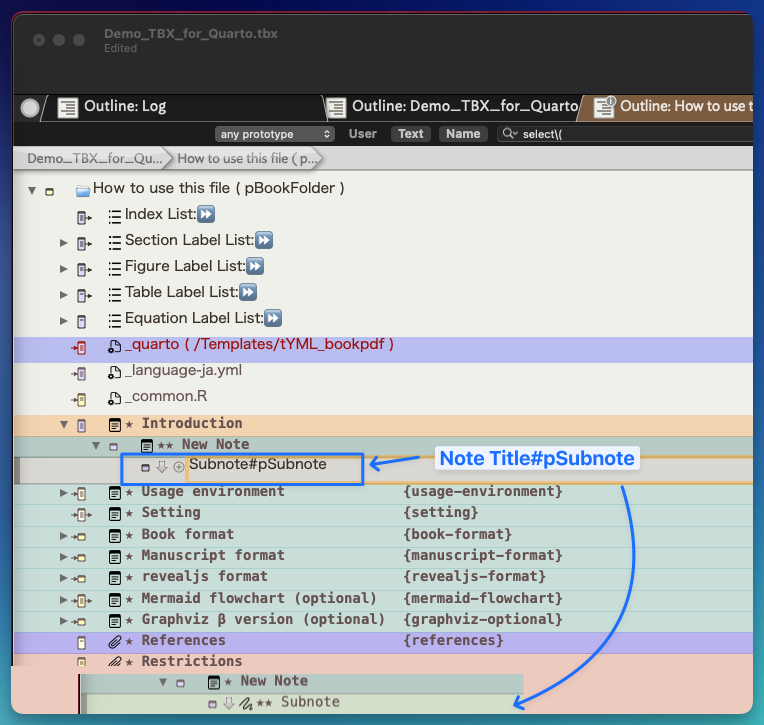 Demo_TBX_for_Quarto.tbx
Edited
Outline: Log
Outline: Demo_TBX_for_Quarto
Outline: How to use t
any prototype
User
Text
Name
select\(
Demo_TBX_for_Qu...
How to use this file ( p...
How to use this file ( pBookFolder )
Index List:
Section Label List:
Figure Label List:
Table Label List:
Equation Label List:
_quarto ( /Templates/tYML_bookpdf )
_language-ja.yml
_common.R
★ Introduction
★★ New Note
Subnote#pSubnote
Note Title#pSubnote
★ Usage environment {usage-environment}
★ Setting {setting}
★ Book format {book-format}
★ Manuscript format {manuscript-format}
★ revealjs format {revealjs-format}
★ Mermaid flowchart (optional) {mermaid-flowchart}
★ Graphviz β version (optional) {graphviz-optional}
★ References {references}
★ Restrictions
★ New Note
★★ Subnote